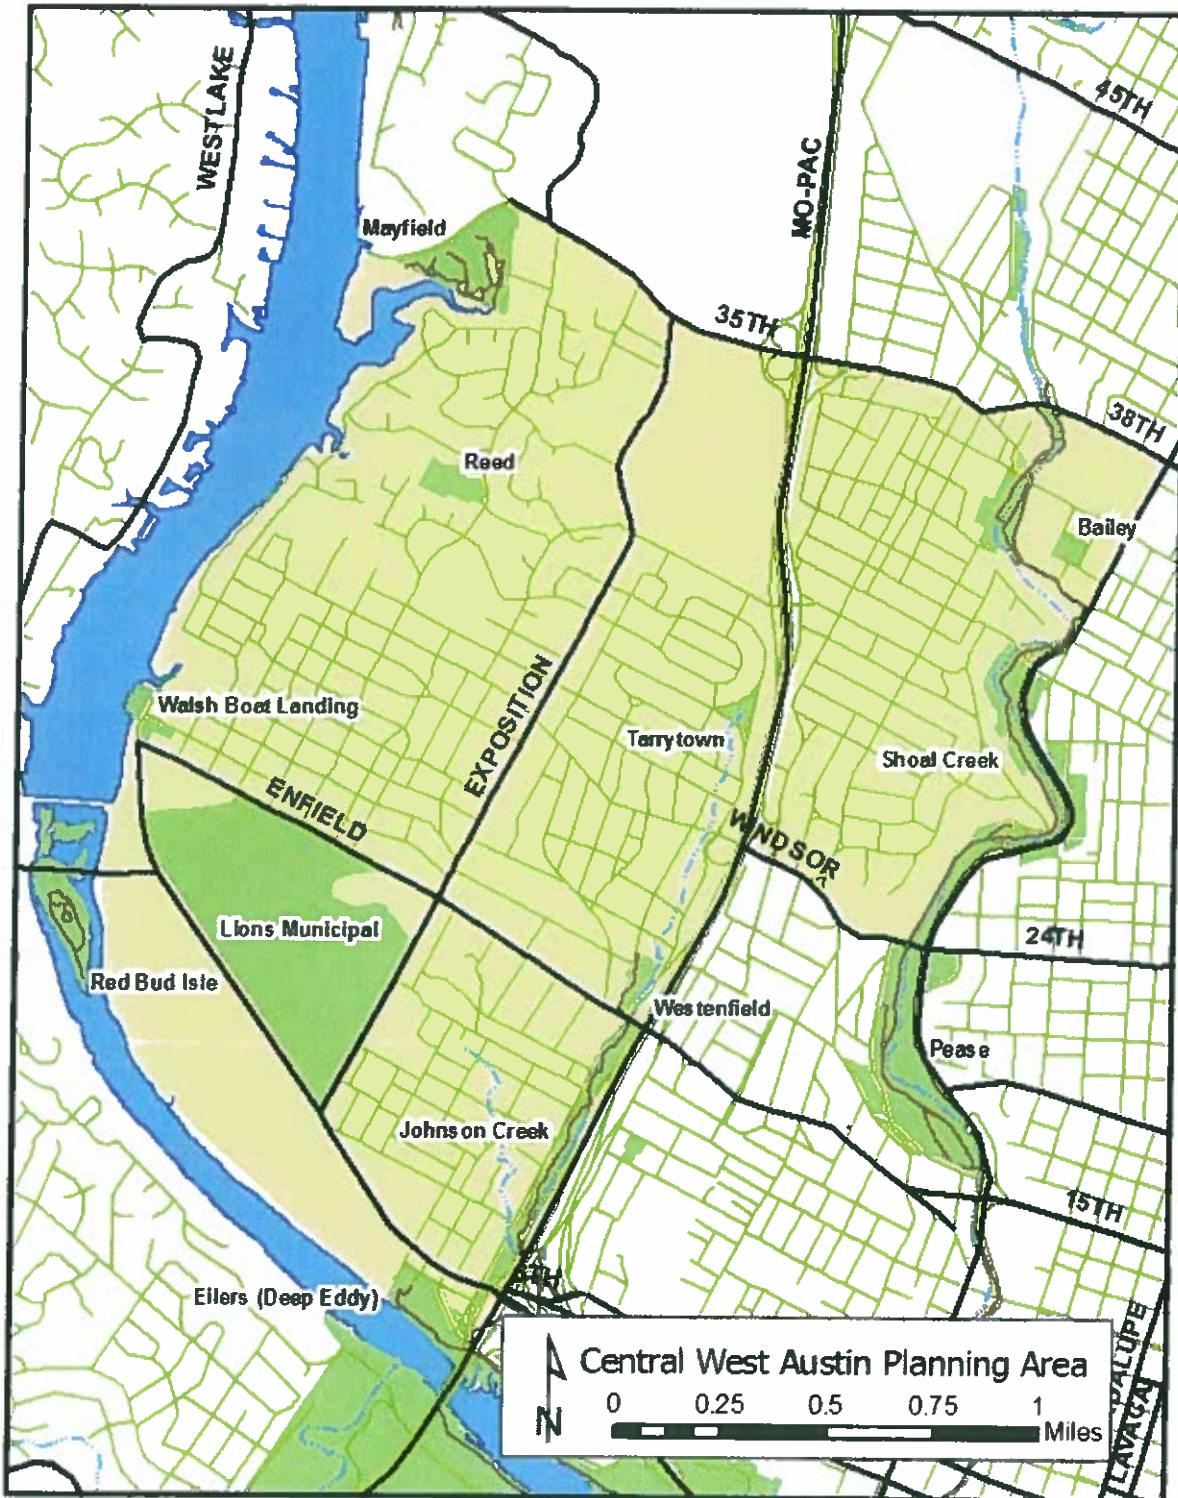 45TH
WESTLAKE
MO-PAC
Mayfield
35TH
38TH
Reed
Bailey
EXPOSITION
Walsh Boat Landing
Tarrytown
Shoal Creek
ENFIELD
WINDSOR
Lions Municipal
24TH
Red Bud Isle
Westenfield
Pease
Johnson Creek
15TH
Eilers (Deep Eddy)
Central West Austin Planning Area
N
0 0.25 0.5 0.75 1
Miles
LAVACA